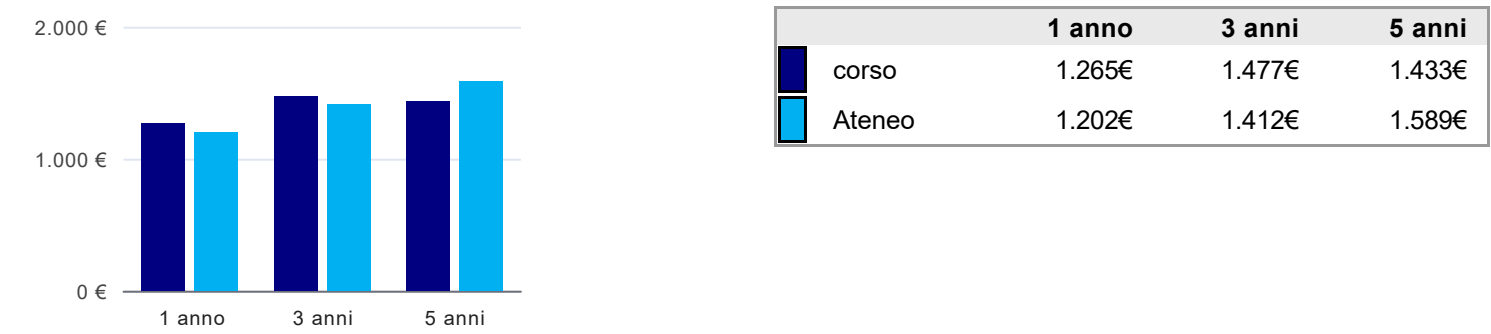 2.000 €
1.000 €
0 €
1 anno 3 anni 5 anni
1 anno 3 anni 5 anni
corso 1.265€ 1.477€ 1.433€
Ateneo 1.202€ 1.412€ 1.589€